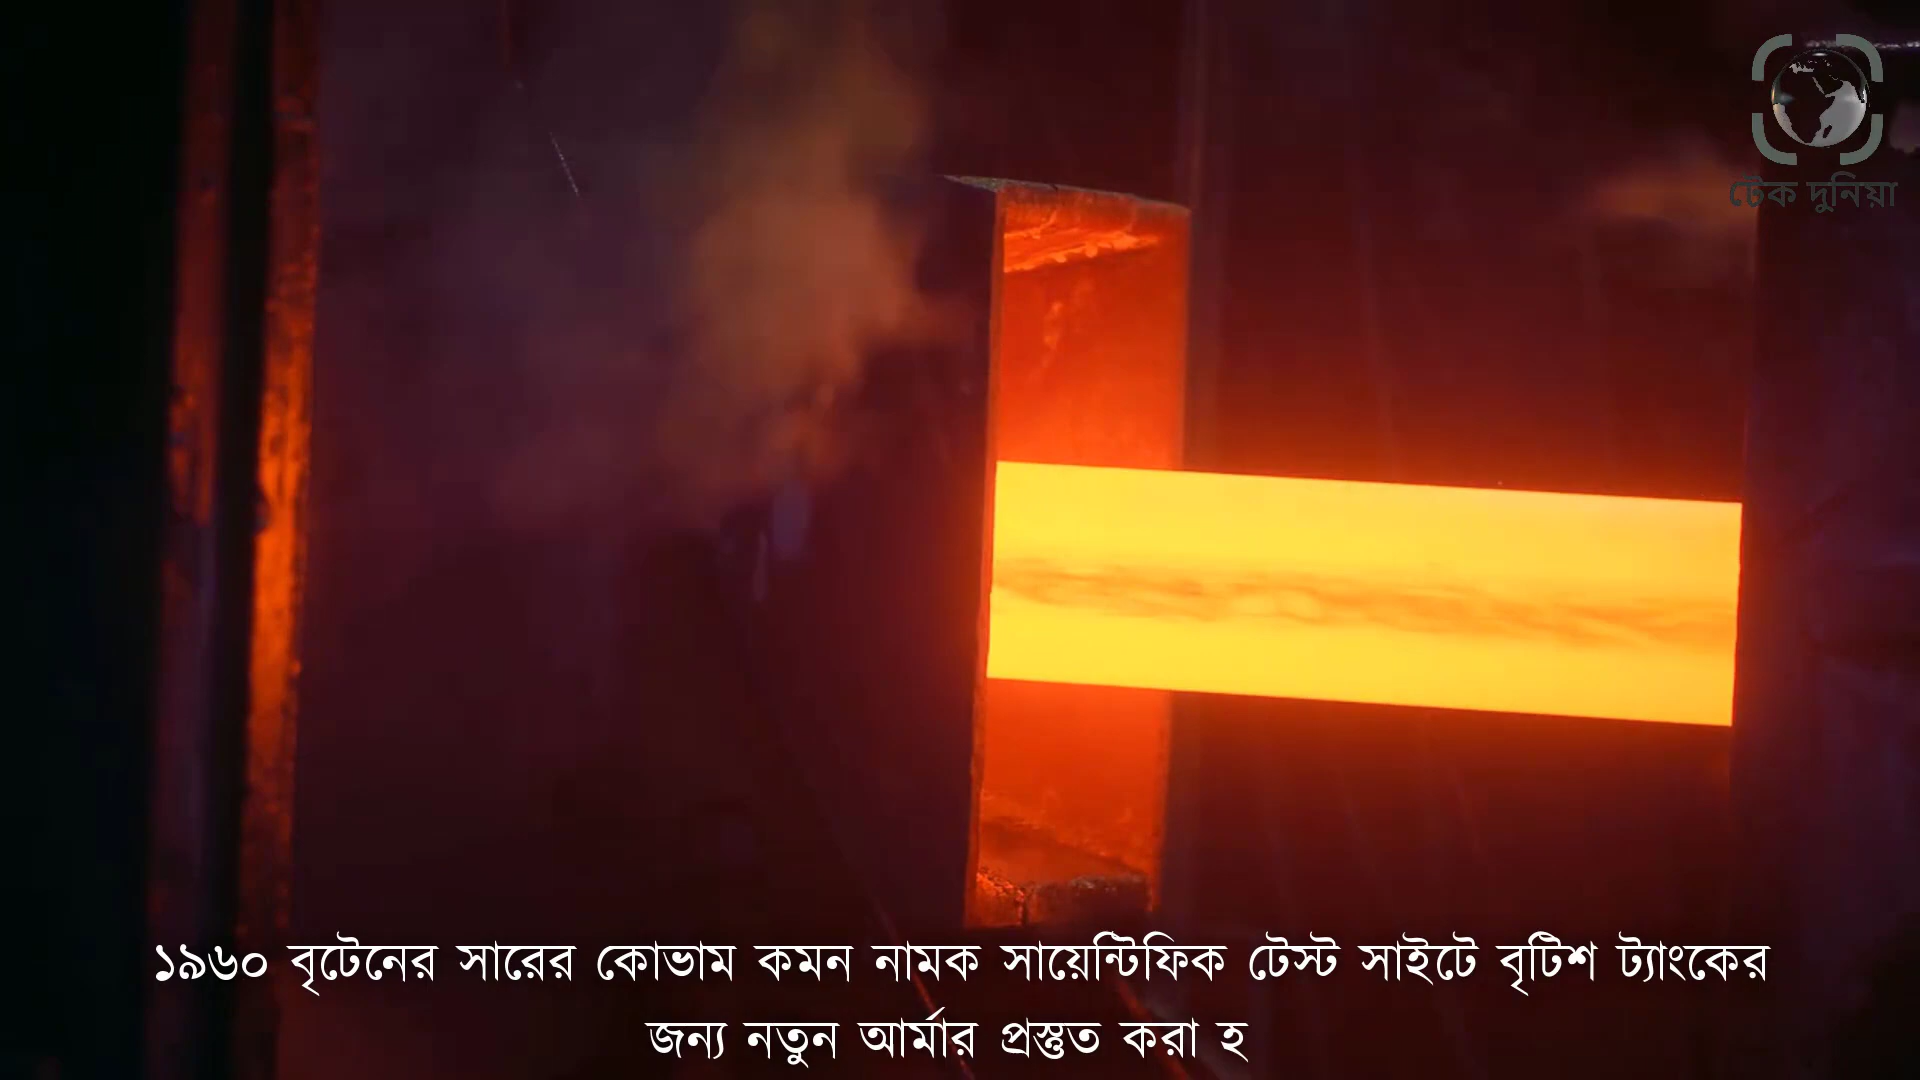 টেক দুনিয়া
১৯৬০ বৃটেনের সারের কোভাম কমন নামক সায়েন্টিফিক টেস্ট সাইটে বৃটিশ ট্যাংকের
জন্য নতুন আর্মার প্রস্তুত করা হ